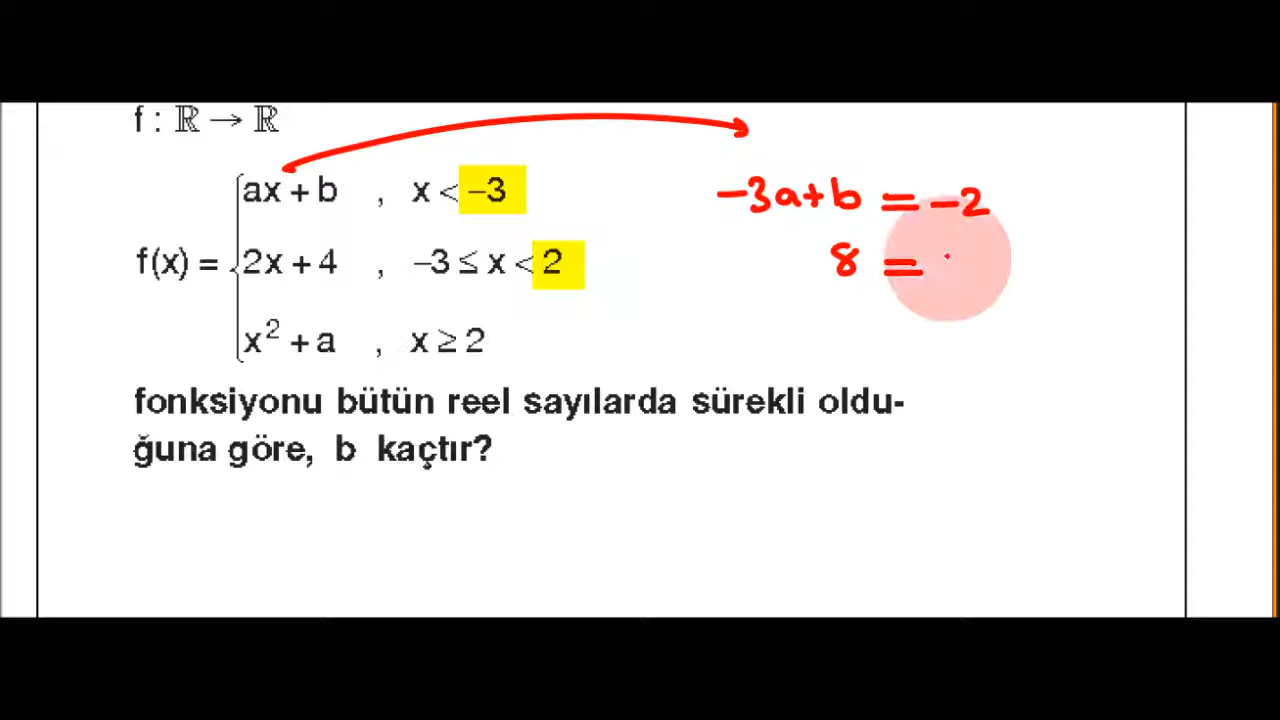 f : ℝ → ℝ
ax + b , x < –3
–3a+b = –2
f(x) = 2x + 4 , –3 ≤ x < 2
8 =
x² + a , x ≥ 2
fonksiyonu bütün reel sayılarda sürekli oldu-
ğuna göre, b kaçtır?